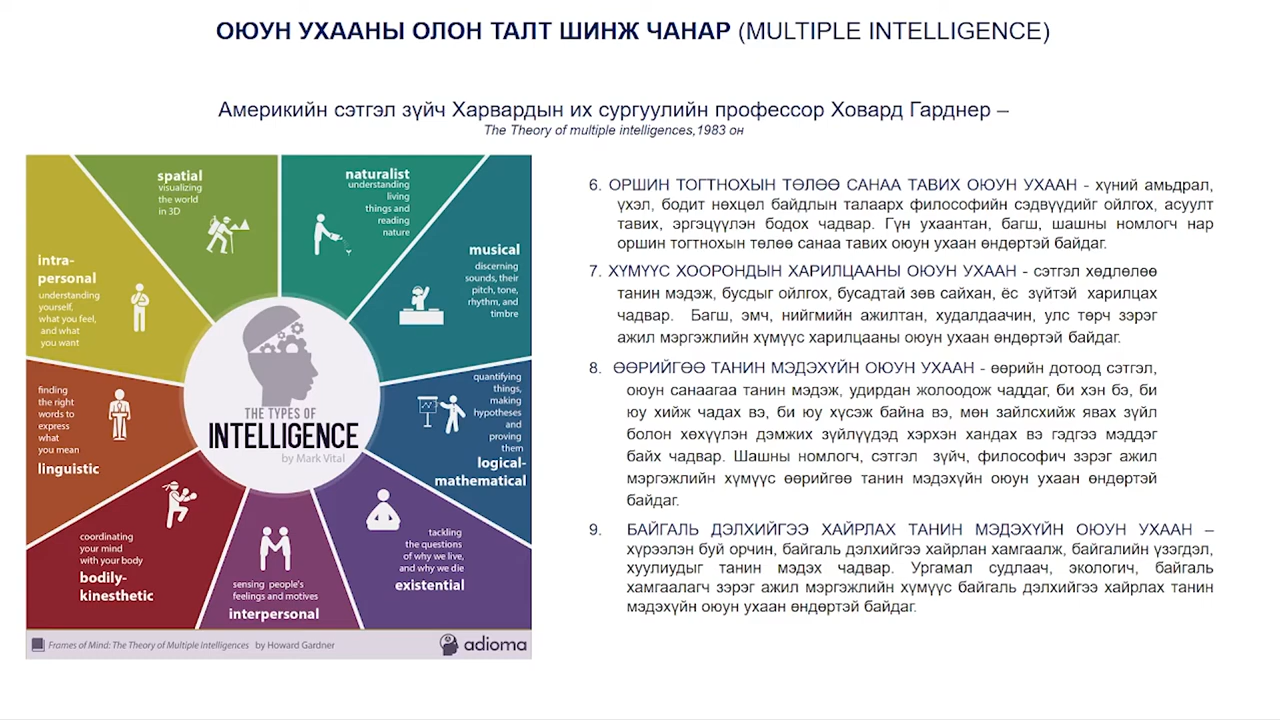 ОЮУН УХААНЫ ОЛОН ТАЛТ ШИНЖ ЧАНАР (MULTIPLE INTELLIGENCE)
Америкийн сэтгэл зүйч Харвардын их сургуулийн профессор Ховард Гарднер –
The Theory of multiple intelligences,1983 он
spatial
visualizing
the world
in 3D
naturalist
understanding
living
things and
reading
nature
musical
discerning
sounds, their
pitch, tone,
rhythm, and
timbre
intra-
personal
understanding
yourself,
what you feel,
and what
you want
finding
the right
words to
express
what
you mean
linguistic
quantifying
things,
making
hypotheses
and
proving
them
logical-
mathematical
THE TYPES OF
INTELLIGENCE
by Mark Vital
coordinating
your mind
with your body
bodily-
kinesthetic
sensing people's
feelings and motives
interpersonal
tackling
the questions
of why we live,
and why we die
existential
Frames of Mind: The Theory of Multiple Intelligences by Howard Gardner
adioma
6. ОРШИН ТОГТНОХЫН ТӨЛӨӨ САНАА ТАВИХ ОЮУН УХААН - хүний амьдрал,
үхэл, бодит нөхцөл байдлын талаарх философийн сэдвүүдийг ойлгох, асуулт
тавих, эргэцүүлэн бодох чадвар. Гүн ухаантан, багш, шашны номлогч нар
оршин тогтнохын төлөө санаа тавих оюун ухаан өндөртэй байдаг.
7. ХҮМҮҮС ХООРОНДЫН ХАРИЛЦААНЫ ОЮУН УХААН - сэтгэл хөдлөлөө
танин мэдэж, бусдыг ойлгох, бусадтай зөв сайхан, ёс зүйтэй харилцах
чадвар. Багш, эмч, нийгмийн ажилтан, худалдаачин, улс төрч зэрэг
ажил мэргэжлийн хүмүүс харилцааны оюун ухаан өндөртэй байдаг.
8. ӨӨРИЙГӨӨ ТАНИН МЭДЭХҮЙН ОЮУН УХААН - өөрийн дотоод сэтгэл,
оюун санаагаа танин мэдэж, удирдан жолоодож чаддаг, би хэн бэ, би
юу хийж чадах вэ, би юу хүсэж байна вэ, мөн зайлсхийж явах зүйл
болон хөхүүлэн дэмжих зүйлүүдэд хэрхэн хандах вэ гэдгээ мэддэг
байх чадвар. Шашны номлогч, сэтгэл зүйч, философич зэрэг ажил
мэргэжлийн хүмүүс өөрийгөө танин мэдэхүйн оюун ухаан өндөртэй
байдаг.
9. БАЙГАЛЬ ДЭЛХИЙГЭЭ ХАЙРЛАХ ТАНИН МЭДЭХҮЙН ОЮУН УХААН –
хүрээлэн буй орчин, байгаль дэлхийгээ хайрлан хамгаалж, байгалийн үзэгдэл,
хуулиудыг танин мэдэх чадвар. Ургамал судлаач, экологич, байгаль
хамгаалагч зэрэг ажил мэргэжлийн хүмүүс байгаль дэлхийгээ хайрлах танин
мэдэхүйн оюун ухаан өндөртэй байдаг.